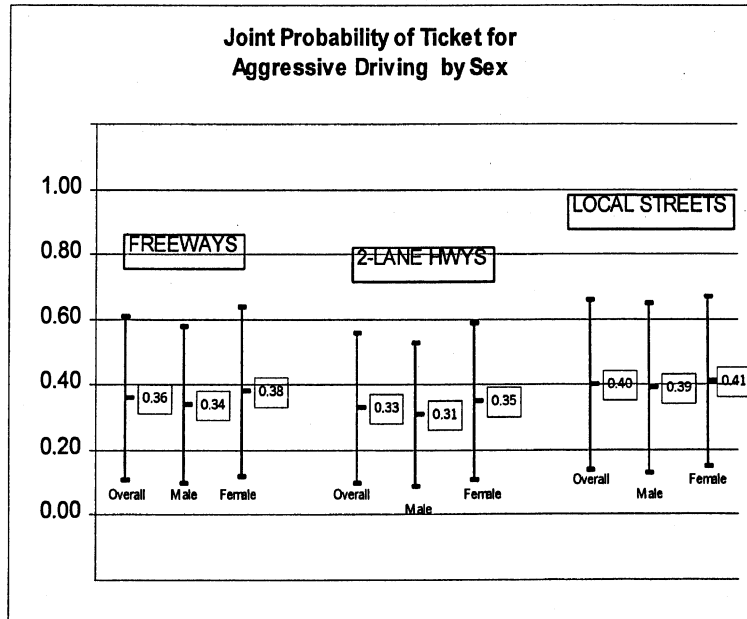 Joint Probability of Ticket for
Aggressive Driving by Sex
1.00
0.80
0.60
0.40
0.20
0.00
FREEWAYS
0.36
0.34
0.38
Overall
Male
Female
2-LANE HWYS
0.33
0.31
0.35
Overall
Male
Female
LOCAL STREETS
0.40
0.39
0.41
Overall
Male
Female